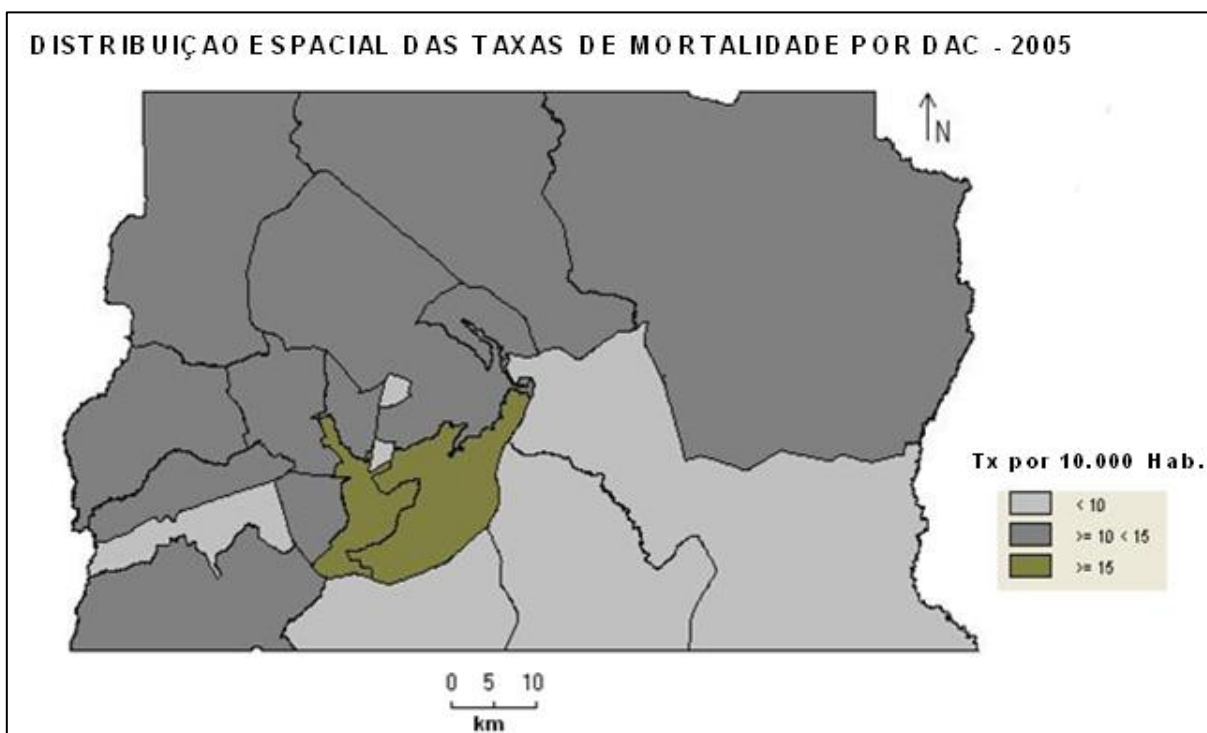 DISTRIBUIÇAO ESPACIAL DAS TAXAS DE MORTALIDADE POR DAC - 2005
N
Tx por 10.000 Hab.
< 10
>= 10 < 15
>= 15
0 5 10
km